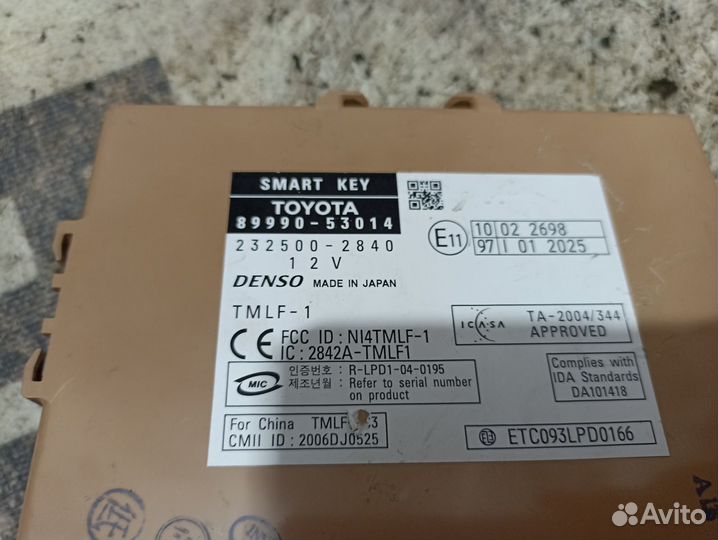 SMART KEY
TOYOTA
89990-53014
232500-2840
12V
DENSO MADE IN JAPAN
E11
10 02 2698
97 I 01 2025
TMLF-1
CE FCC ID : NI4TMLF-1
IC : 2842A-TMLF1
ICASA TA-2004/344
APPROVED
MIC 인증번호 : R-LPD1-04-0195
제조년월 : Refer to serial number
on product
Complies with
IDA Standards
DA101418
For China
CMII ID : 2006DJ0525
ETC093LPD0166
低
Avito